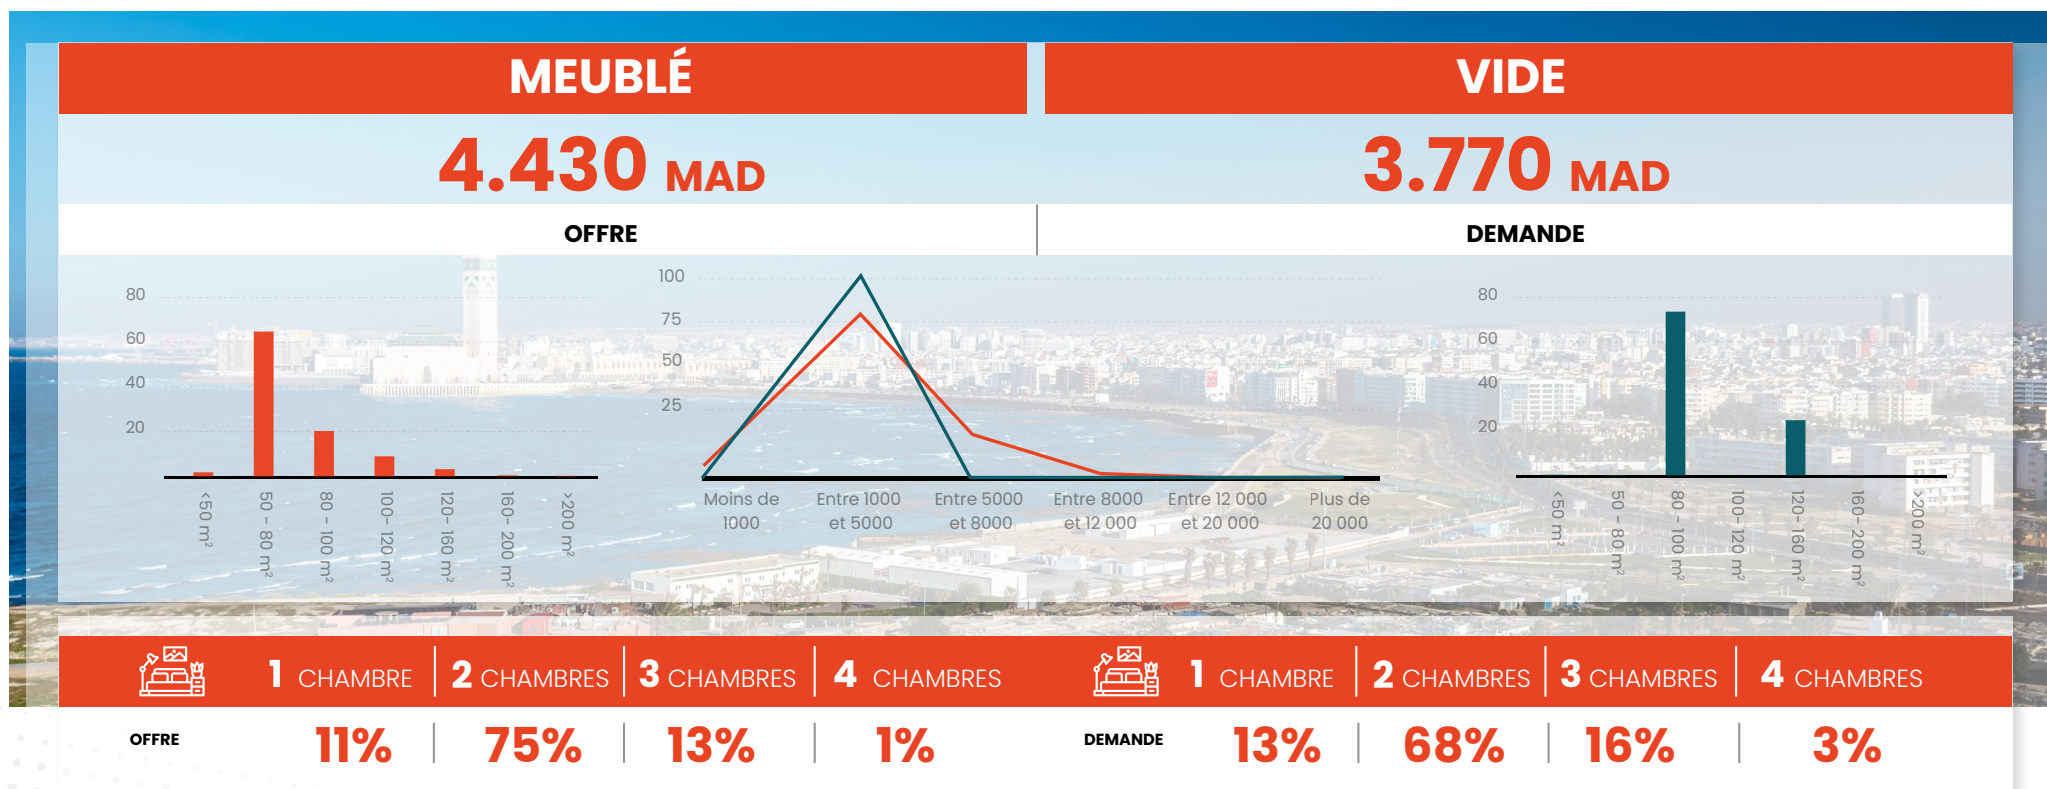 MEUBLÉ
VIDE
4.430 MAD
3.770 MAD
OFFRE
DEMANDE
80
60
40
20
<50 m²
50 - 80 m²
80 - 100 m²
100- 120 m²
120- 160 m²
160- 200 m²
>200 m²
100
75
50
25
Moins de
1000
Entre 1000
et 5000
Entre 5000
et 8000
Entre 8000
et 12 000
Entre 12 000
et 20 000
Plus de
20 000
80
60
40
20
<50 m²
50 - 80 m²
80 - 100 m²
100- 120 m²
120- 160 m²
160- 200 m²
>200 m²
1 CHAMBRE
2 CHAMBRES
3 CHAMBRES
4 CHAMBRES
1 CHAMBRE
2 CHAMBRES
3 CHAMBRES
4 CHAMBRES
OFFRE
11%
75%
13%
1%
DEMANDE
13%
68%
16%
3%